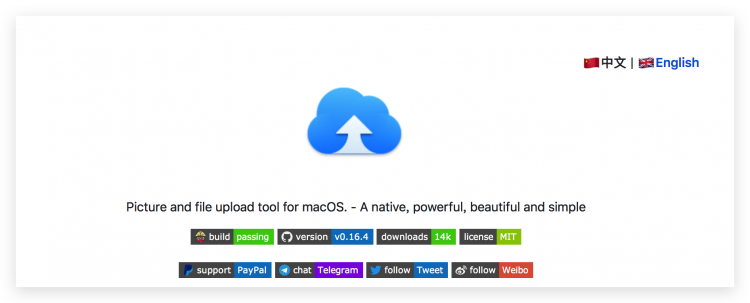 中文 | English
Picture and file upload tool for macOS. - A native, powerful, beautiful and simple
build passing version v0.16.4 downloads 14k license MIT
support PayPal chat Telegram follow Tweet follow Weibo